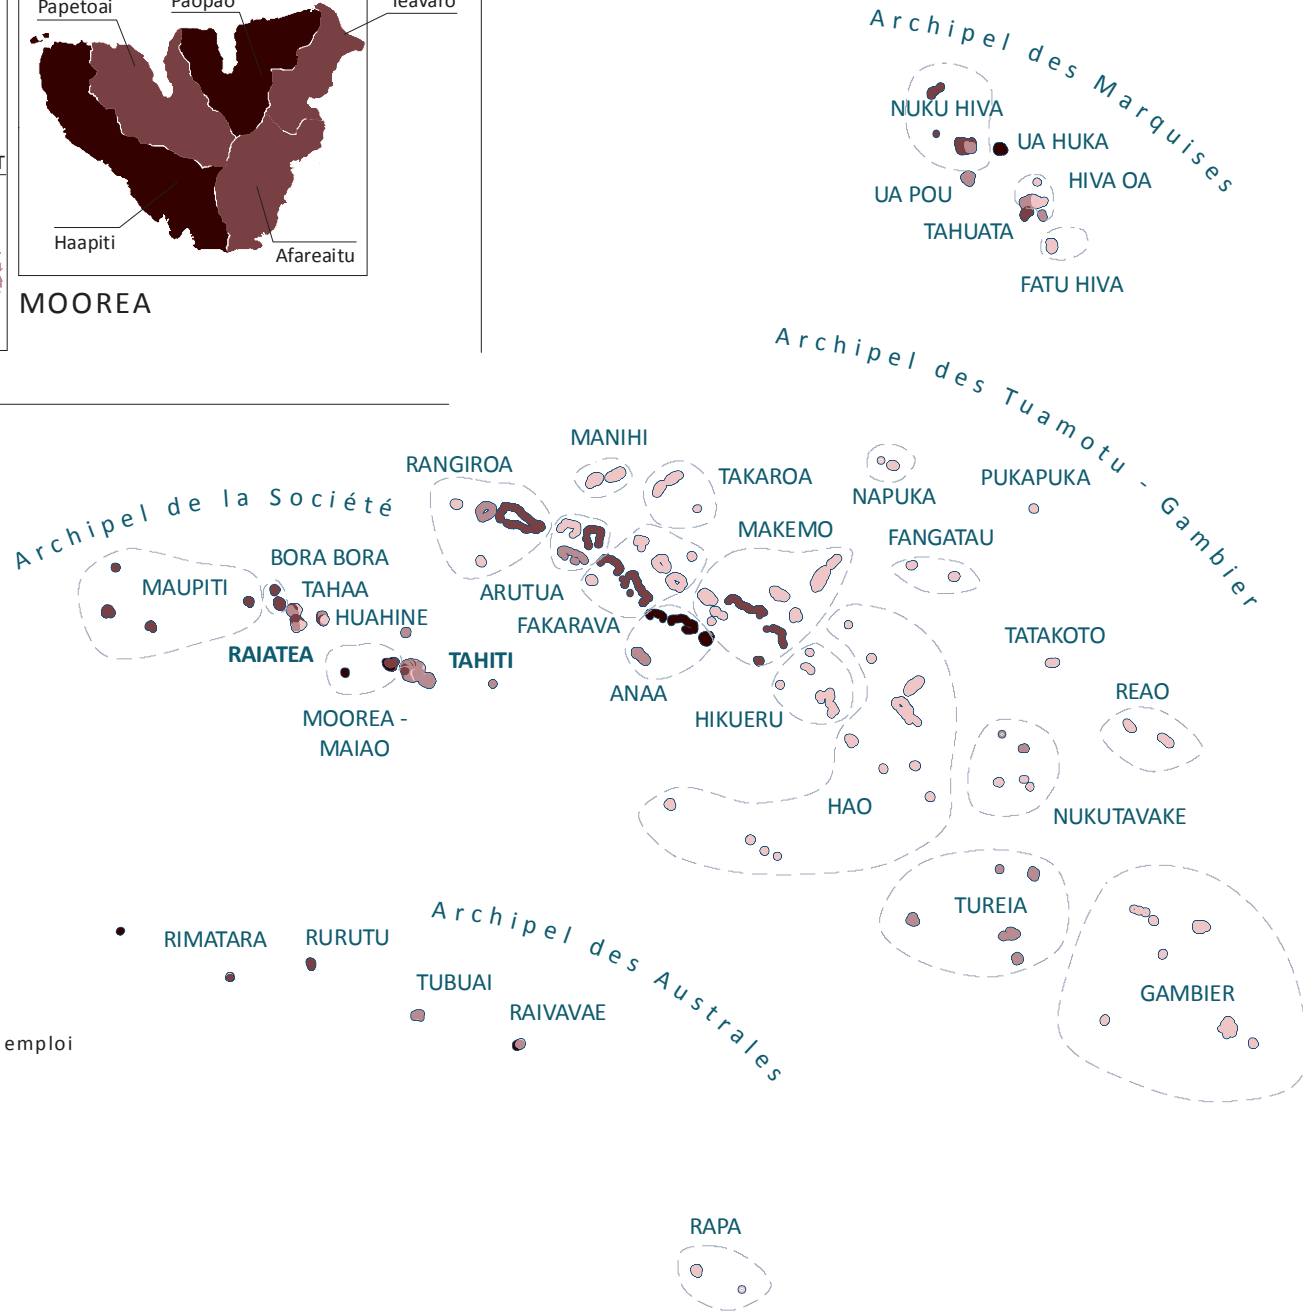 Papetoai
Paopao
Teavaro
Haapiti
Afareaitu
MOOREA
Archipel des Marquises
NUKU HIVA
UA HUKA
HIVA OA
UA POU
TAHUATA
FATU HIVA
Archipel des Tuamotu - Gambier
MANIHI
RANGIROA
TAKAROA
NAPUKA
PUKAPUKA
Archipel de la Société
MAKEMO
FANGATAU
BORA BORA
MAUPITI
TAHAA
ARUTUA
HUAHINE
FAKARAVA
TATAKOTO
RAIATEA
TAHITI
ANAA
REAO
MOOREA -
MAIAO
HIKUERU
HAO
NUKUTAVAKE
Archipel des Australes
TUREIA
RIMATARA
RURUTU
TUBUAI
GAMBIER
RAIVAVAE
emploi
RAPA